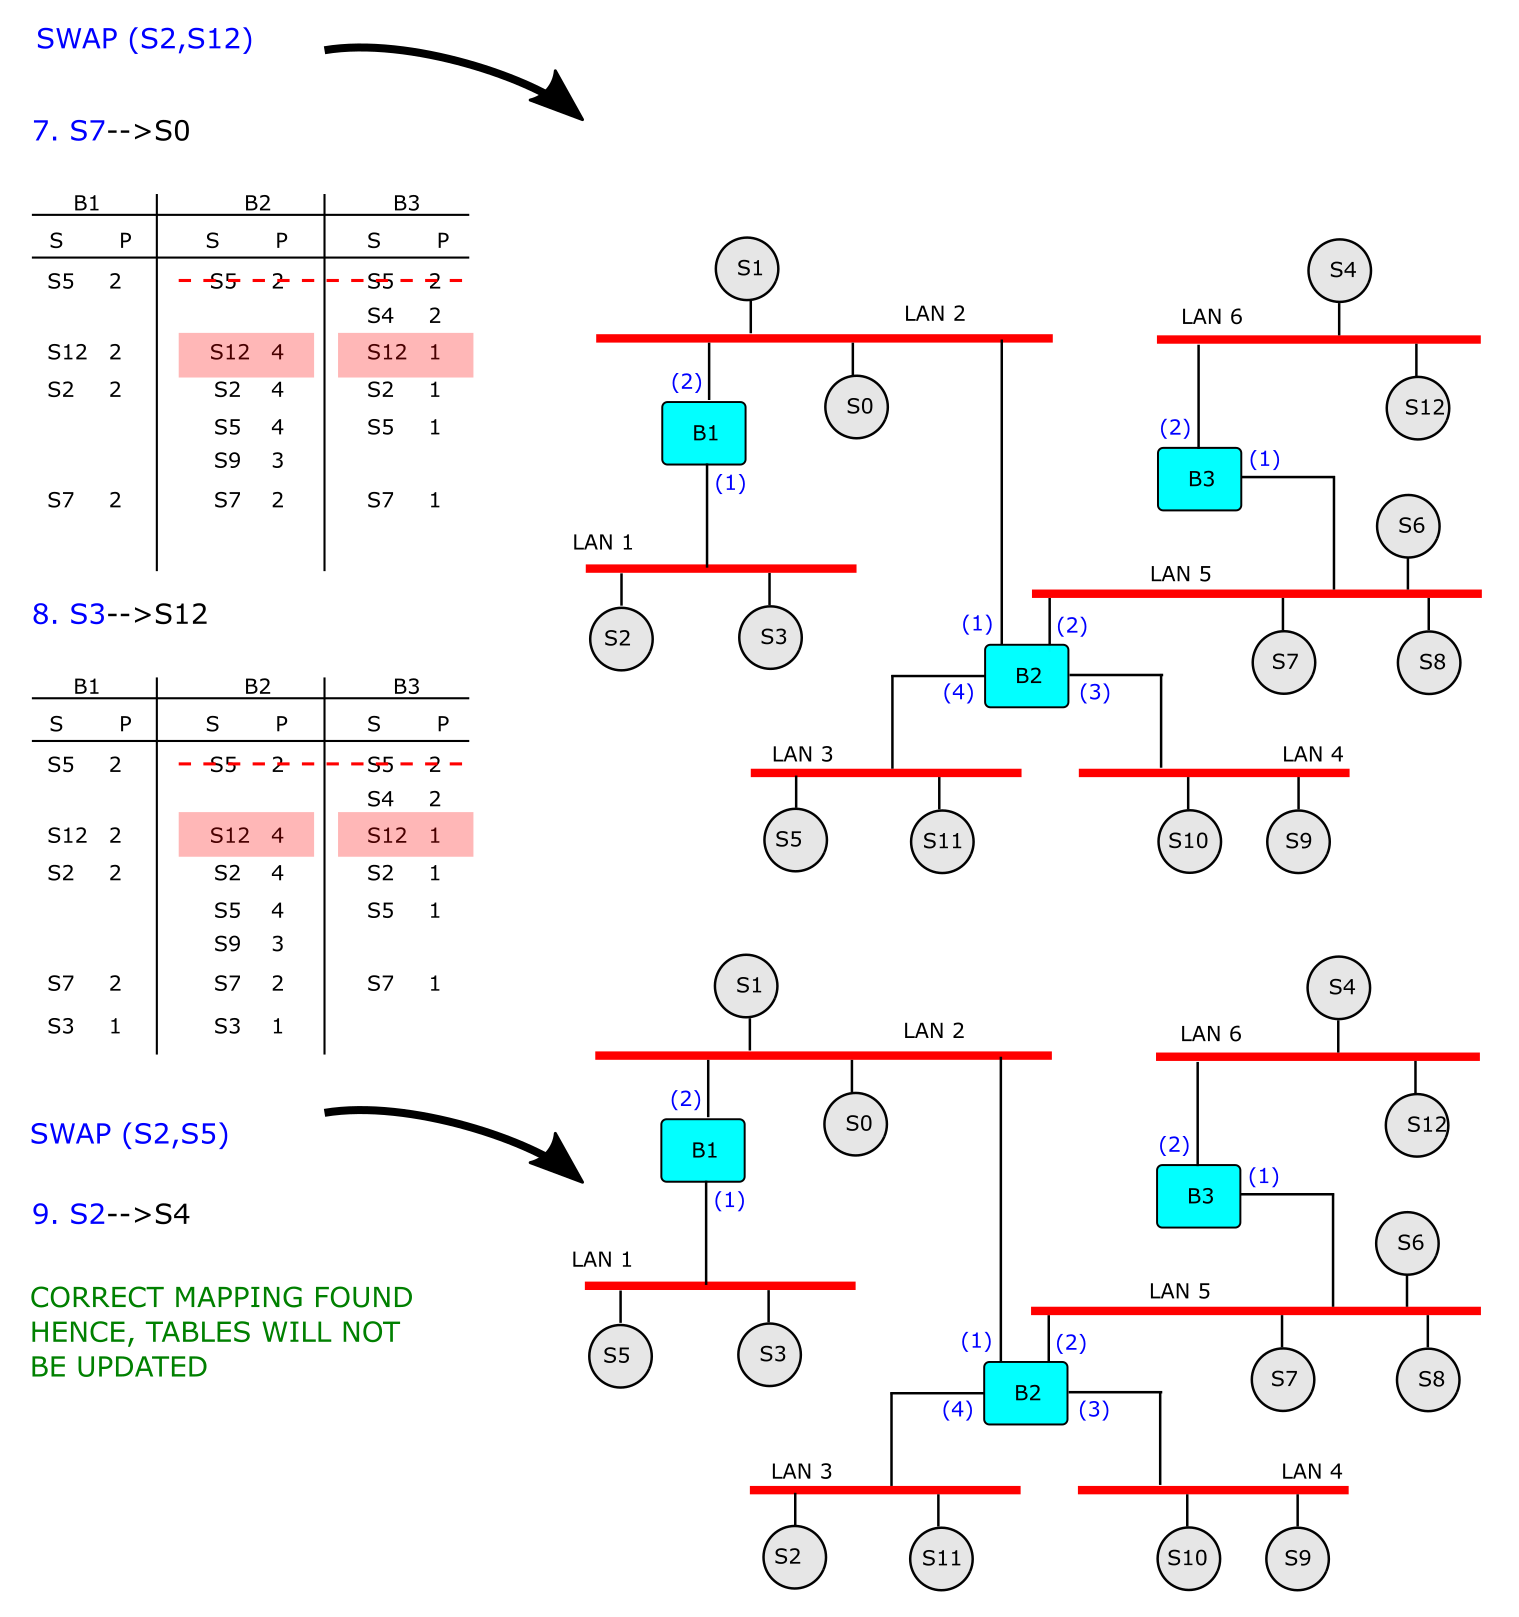 SWAP (S2,S12)
7. S7-->S0
B1 B2 B3
S P S P S P
S5 2 S5 2 S5 2
S4 2
S12 2 S12 4 S12 1
S2 2 S2 4 S2 1
S5 4 S5 1
S9 3
S7 2 S7 2 S7 1
8. S3-->S12
B1 B2 B3
S P S P S P
S5 2 S5 2 S5 2
S4 2
S12 2 S12 4 S12 1
S2 2 S2 4 S2 1
S5 4 S5 1
S9 3
S7 2 S7 2 S7 1
S3 1 S3 1
SWAP (S2,S5)
9. S2-->S4
CORRECT MAPPING FOUND
HENCE, TABLES WILL NOT
BE UPDATED
S1
S4
LAN 2
LAN 6
(2)
S0
S12
B1
(2)
(1)
B3
(1)
S6
LAN 1
LAN 5
S2
S3
(1)
(2)
S7
S8
B2
(4)
(3)
LAN 3
LAN 4
S5
S11
S10
S9
S1
S4
LAN 2
LAN 6
(2)
S0
S12
B1
(2)
(1)
B3
(1)
S6
LAN 1
LAN 5
S5
S3
(1)
(2)
S7
S8
B2
(4)
(3)
LAN 3
LAN 4
S2
S11
S10
S9